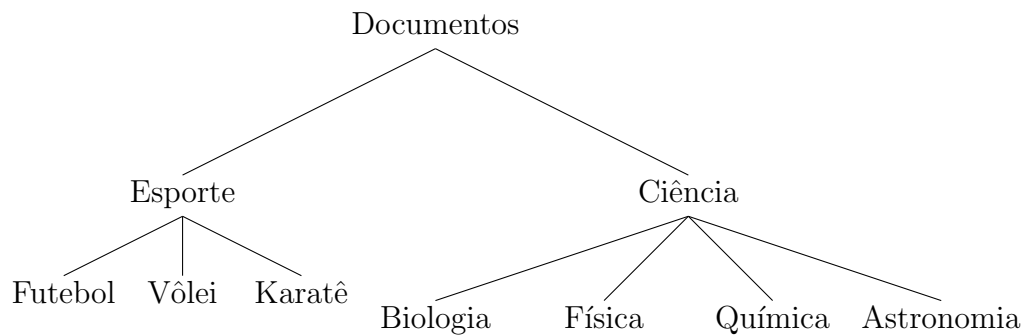 Documentos
Esporte
Ciência
Futebol
Vôlei
Karatê
Biologia
Física
Química
Astronomia